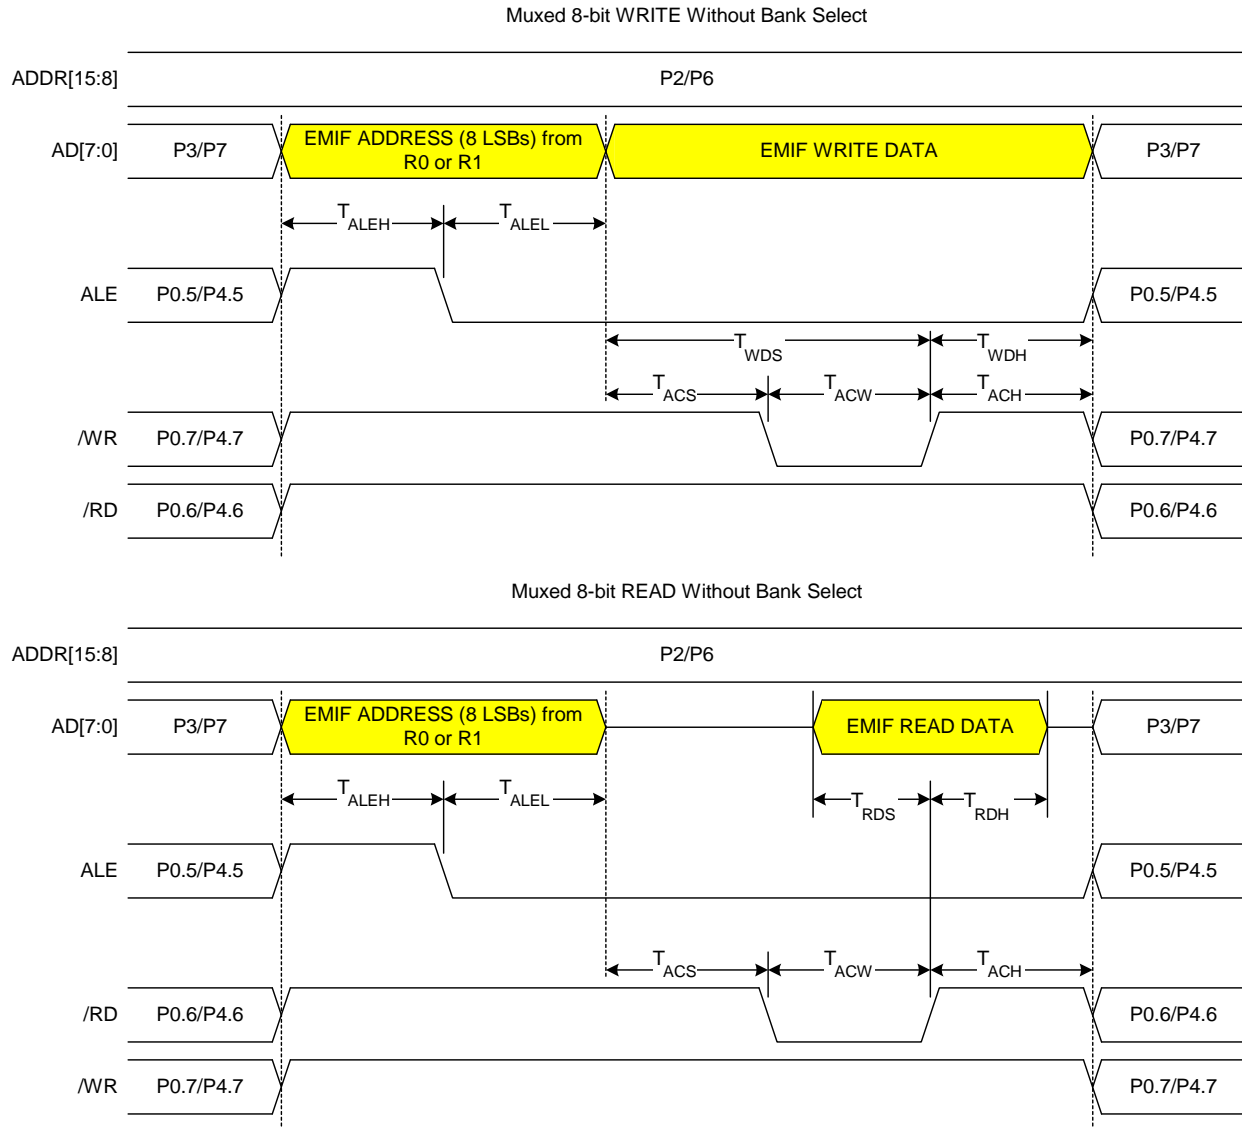 Muxed 8-bit WRITE Without Bank Select
ADDR[15:8] P2/P6
AD[7:0] P3/P7 EMIF ADDRESS (8 LSBs) from R0 or R1 EMIF WRITE DATA P3/P7
TALEH TALEL
ALE P0.5/P4.5 P0.5/P4.5
TWDS TWDH
TACS TACW TACH
/WR P0.7/P4.7 P0.7/P4.7
/RD P0.6/P4.6 P0.6/P4.6
Muxed 8-bit READ Without Bank Select
ADDR[15:8] P2/P6
AD[7:0] P3/P7 EMIF ADDRESS (8 LSBs) from R0 or R1 EMIF READ DATA P3/P7
TALEH TALEL TRDS TRDH
ALE P0.5/P4.5 P0.5/P4.5
TACS TACW TACH
/RD P0.6/P4.6 P0.6/P4.6
/WR P0.7/P4.7 P0.7/P4.7